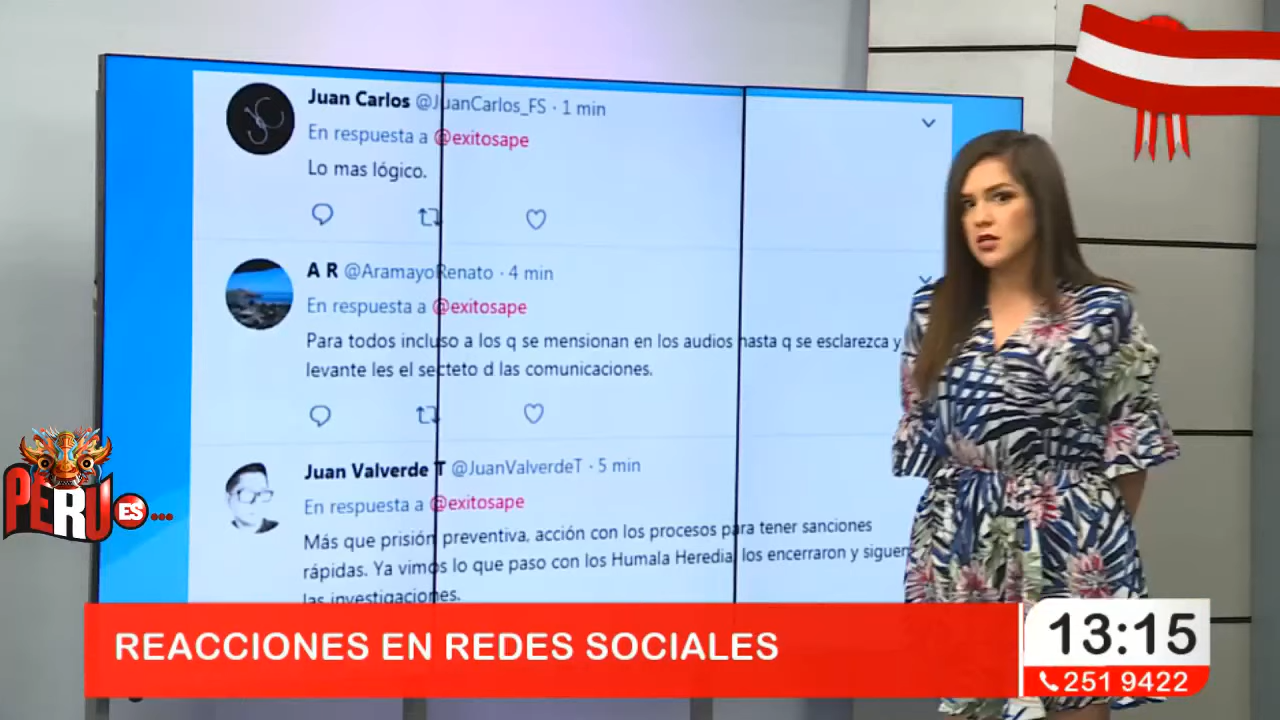 Juan Carlos @JuanCarlos_FS · 1 min
En respuesta a @exitosape
Lo mas lógico.
A R @AramayoRenato · 4 min
En respuesta a @exitosape
Para todos incluso a los q se mensionan en los audios hasta q se esclarezca y
levante les el secteto d las comunicaciones.
Juan Valverde T @JuanValverdeT · 5 min
En respuesta a @exitosape
Más que prisión preventiva, acción con los procesos para tener sanciones
rápidas. Ya vimos lo que paso con los Humala Heredia, los encerraron y siguen
las investigaciones.
PERU ES...
REACCIONES EN REDES SOCIALES
13:15
251 9422